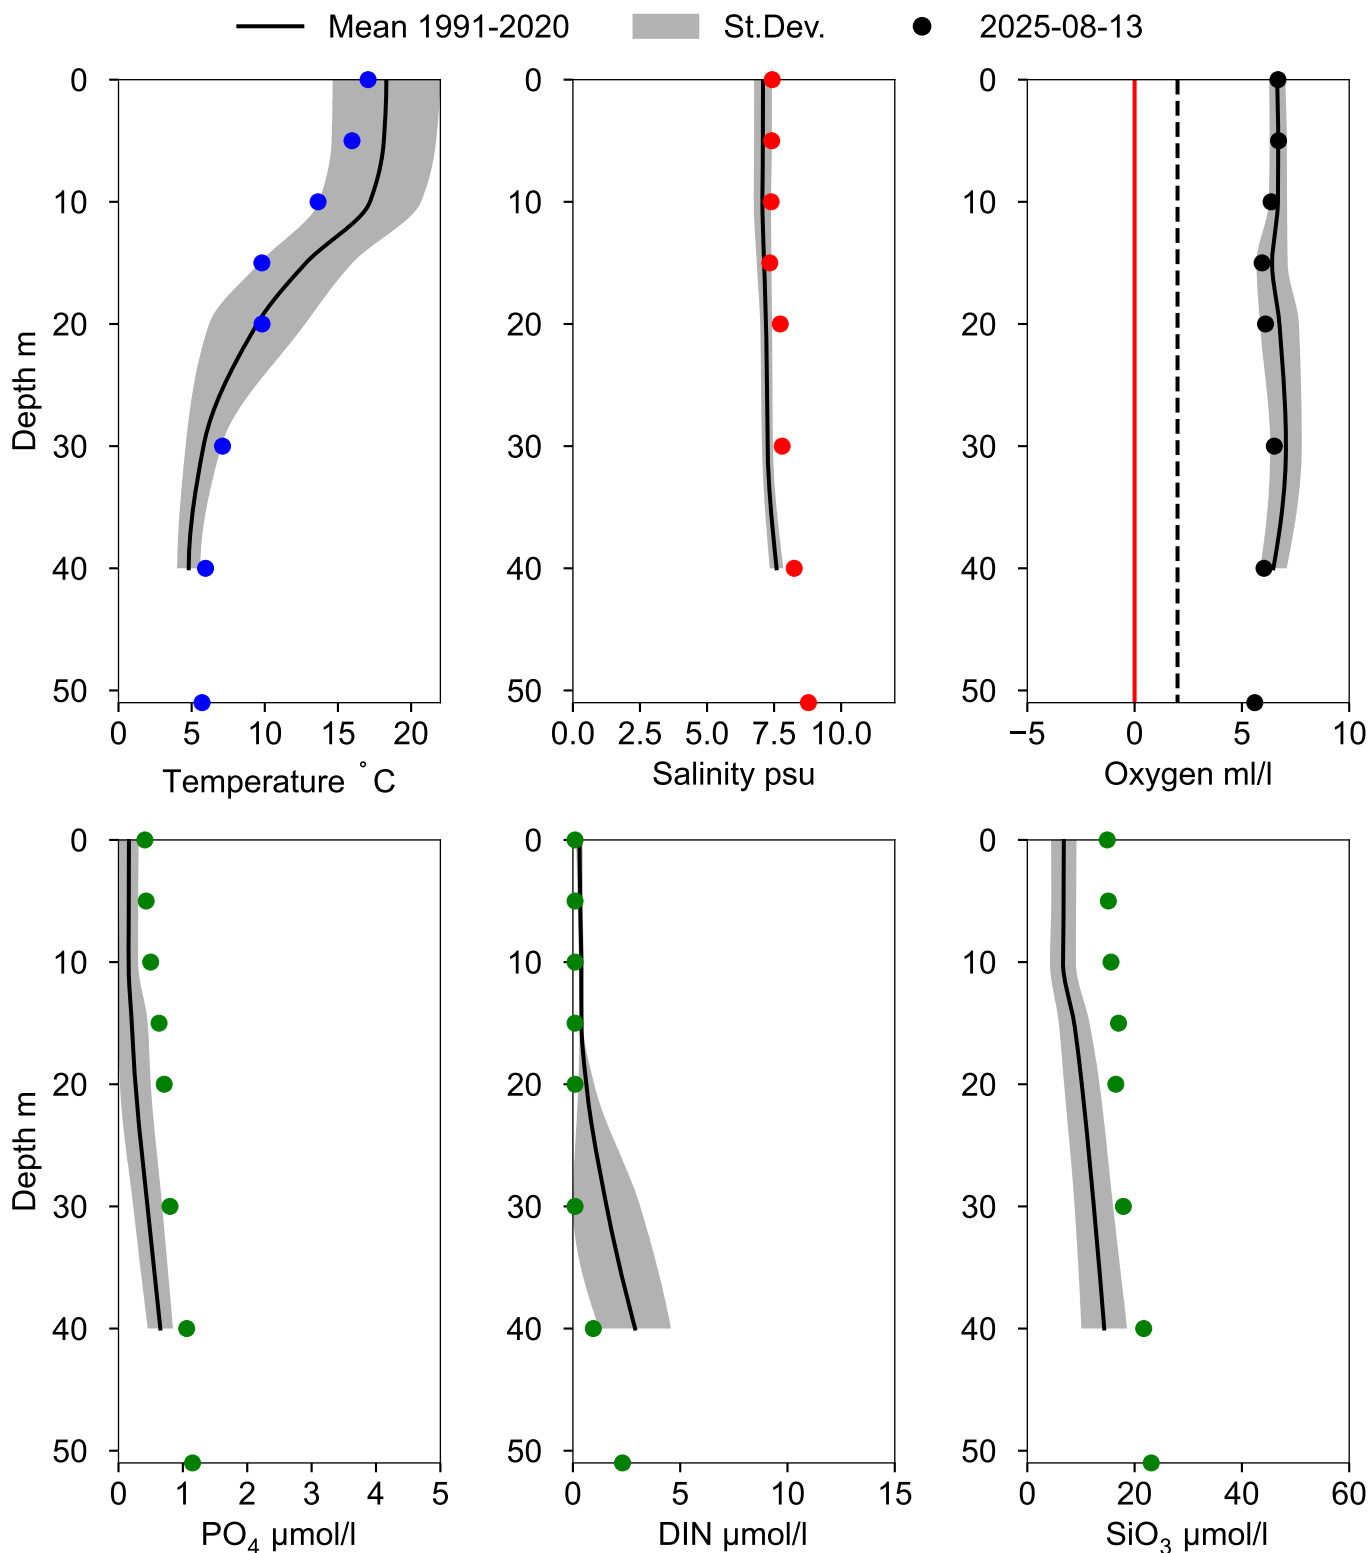 Mean 1991-2020 St.Dev. 2025-08-13
0 0 0
10 10 10
20 20 20
30 30 30
40 40 40
50 50 50
Depth m
0 5 10 15 20 0.0 2.5 5.0 7.5 10.0 −5 0 5 10
Temperature °C Salinity psu Oxygen ml/l
0 0 0
10 10 10
20 20 20
30 30 30
40 40 40
50 50 50
Depth m
0 1 2 3 4 5 0 5 10 15 0 20 40 60
PO₄ μmol/l DIN μmol/l SiO₃ μmol/l